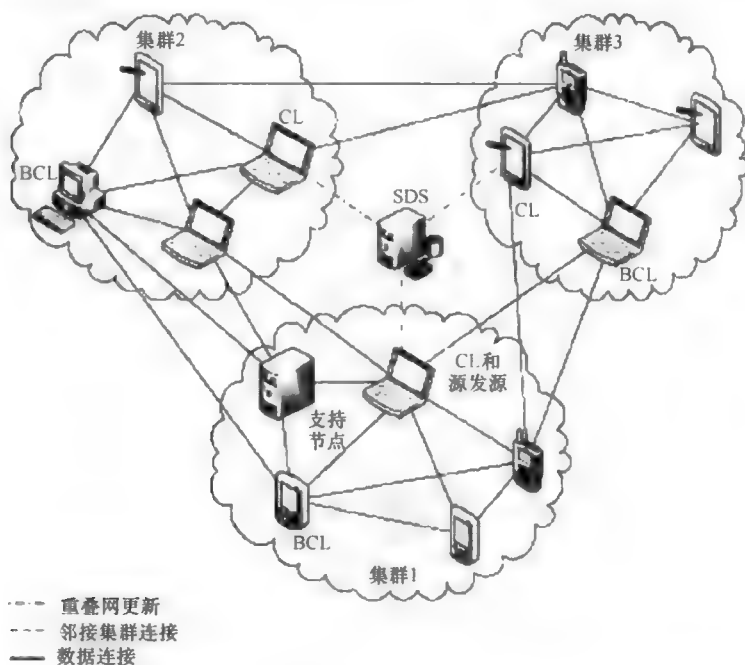 集群2
集群3
CL
BCL
SDS
CL
BCL
CL和
源发源
支持
节点
BCL
集群1
重叠网更新
邻接集群连接
数据连接